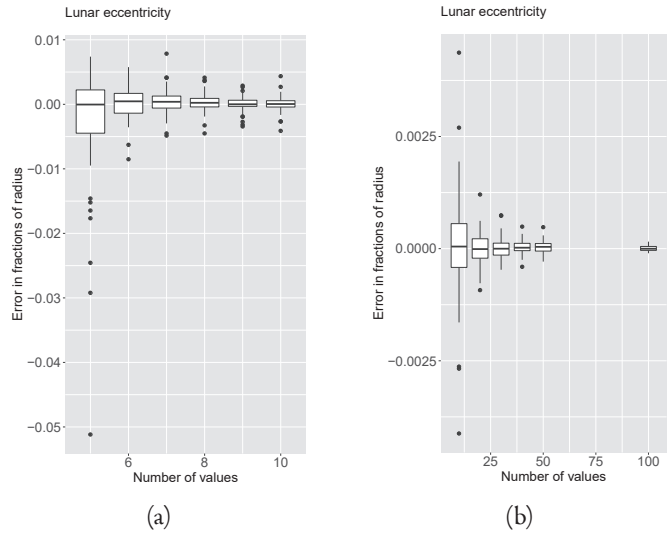 Lunar eccentricity
0.01
0.00
−0.01
−0.02
−0.03
−0.04
−0.05
Error in fractions of radius
6 8 10
Number of values
(a)
Lunar eccentricity
0.0025
0.0000
−0.0025
Error in fractions of radius
25 50 75 100
Number of values
(b)